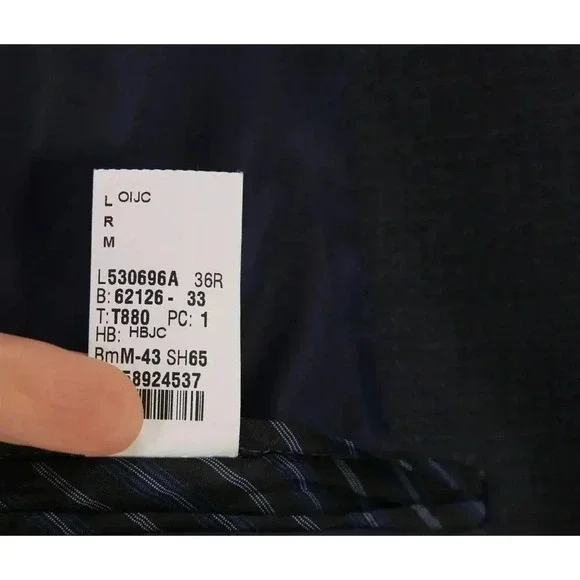 L OIJC
R
M
L530696A 36R
B: 62126 - 33
T: T880 PC: 1
HB: HBJC
BmM-43 SH65
58924537